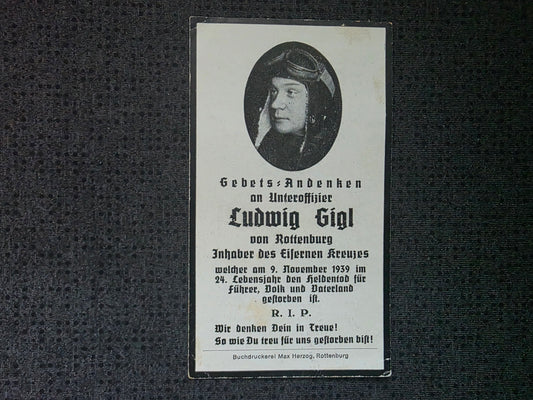 Gebets-Andenken
an Unteroffizier
Ludwig Gigl
von Rottenburg
Inhaber des Eisernen Kreuzes
welcher am 9. November 1939 im
24. Lebensjahr den Heldentod für
Führer, Volk und Vaterland
gestorben ist.
R. I. P.
Wir denken Dein in Treue!
So wie Du treu für uns gestorben bist!
Buchdruckerei Max Herzog, Rottenburg